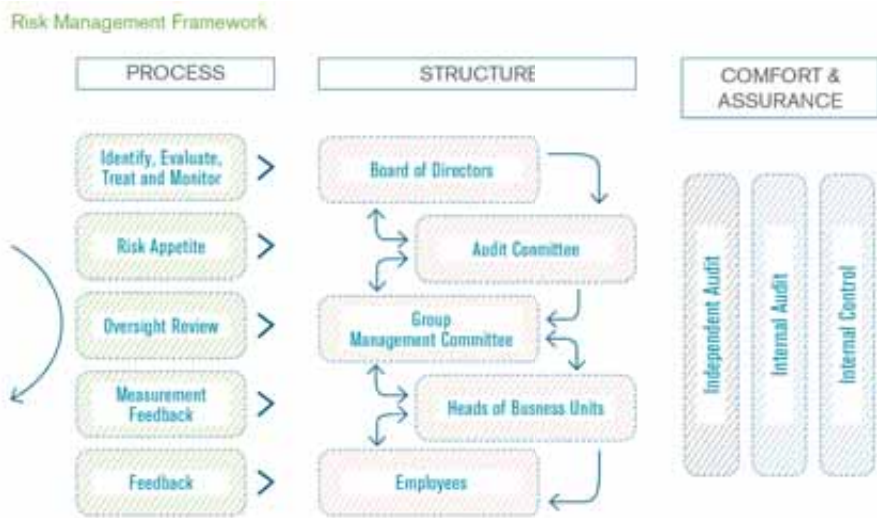 Risk Management Framework
PROCESS
STRUCTURE
COMFORT &
ASSURANCE
Identify, Evaluate,
Treat and Monitor
Risk Appetite
Oversight Review
Measurement
Feedback
Feedback
Board of Directors
Audit Committee
Group
Management Committee
Heads of Business Units
Employees
Independent Audit
Internal Audit
Internal Control